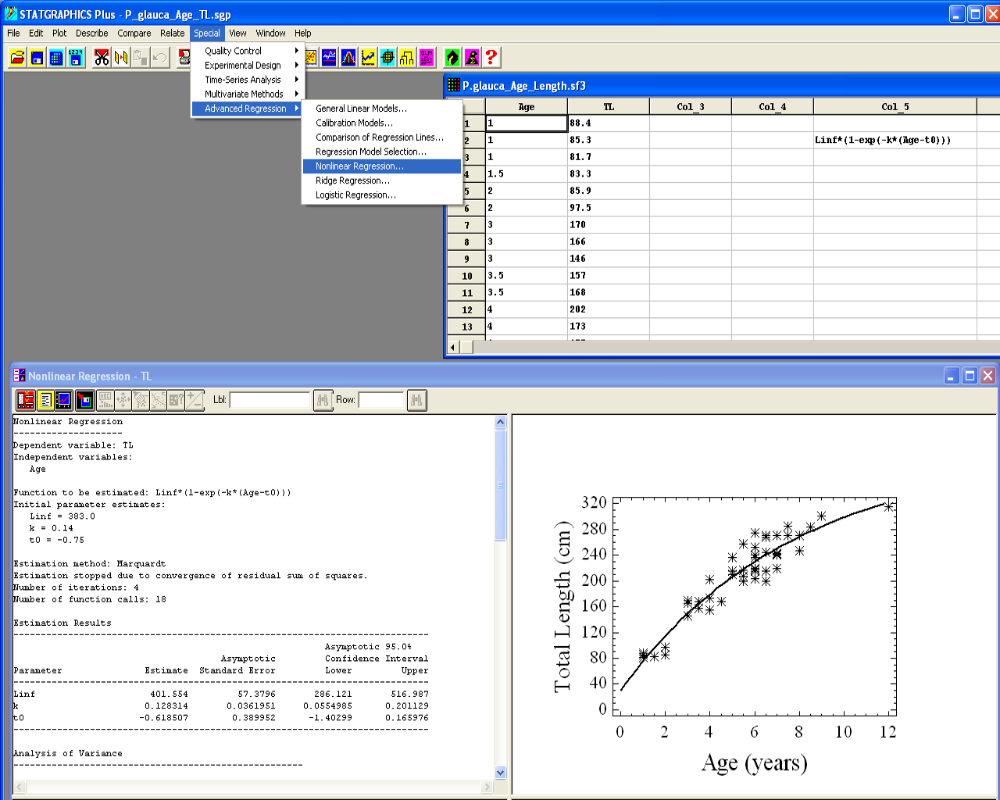 STATGRAPHICS Plus - P_glauca_Age_TL.sgp
File Edit Plot Describe Compare Relate Special View Window Help
Quality Control
Experimental Design
Time-Series Analysis
Multivariate Methods
Advanced Regression
General Linear Models...
Calibration Models...
Comparison of Regression Lines...
Regression Model Selection...
Nonlinear Regression...
Ridge Regression...
Logistic Regression...
P.glauca_Age_Length.sf3
Age TL Col_3 Col_4 Col_5
1 1 88.4
2 1 85.3 Linf*(1-exp(-k*(Age-t0)))
3 1 81.7
4 1.5 83.3
5 2 85.9
6 2 97.5
7 3 170
8 3 166
9 3 146
10 3.5 157
11 3.5 168
12 4 202
13 4 173
Nonlinear Regression - TL
Lbl: Row:
Nonlinear Regression
--------------------
Dependent variable: TL
Independent variables:
Age
Function to be estimated: Linf*(1-exp(-k*(Age-t0)))
Initial parameter estimates:
Linf = 383.0
k = 0.14
t0 = -0.75
Estimation method: Marquardt
Estimation stopped due to convergence of residual sum of squares.
Number of iterations: 4
Number of function calls: 18
Estimation Results
Asymptotic 95.0%
Asymptotic Confidence Interval
Parameter Estimate Standard Error Lower Upper
Linf 401.554 57.3796 286.121 516.987
k 0.128314 0.0361951 0.0554985 0.201129
t0 -0.618507 0.389952 -1.40299 0.165976
Analysis of Variance
Total Length (cm)
320
280
240
200
160
120
80
40
0
0 2 4 6 8 10 12
Age (years)